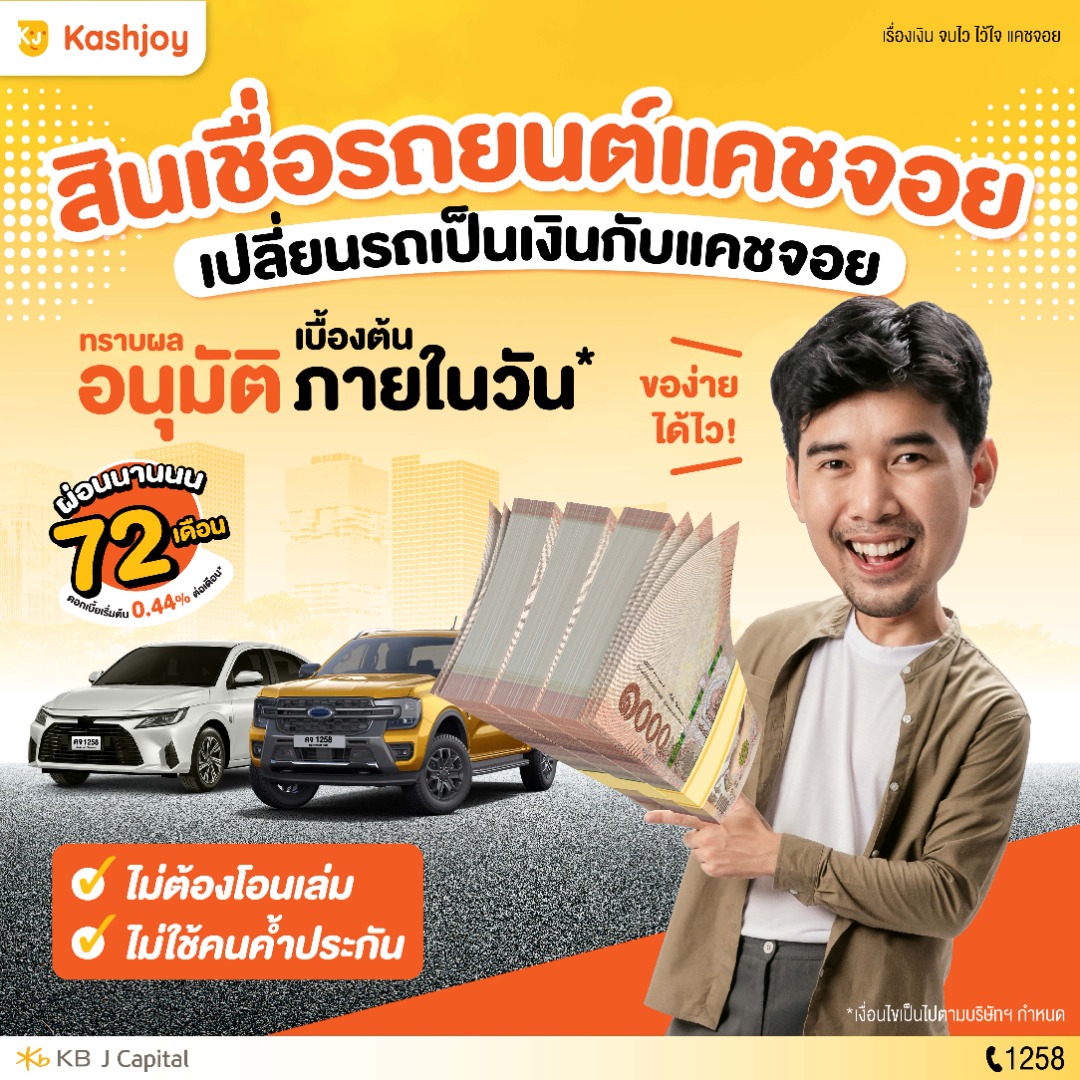 Kashjoy
เรื่องเงิน จบไว ไว้ใจ แคชจอย
สินเชื่อรถยนต์แคชจอย
เปลี่ยนรถเป็นเงินกับแคชจอย
ทราบผล เบื้องต้น
อนุมัติ ภายในวัน*
ของ่าย
ได้ไว!
ผ่อนนานนน
72 เดือน
ดอกเบี้ยเริ่มต้น 0.44% ต่อเดือน*
๑๐๐๐
1258
1258
ไม่ต้องโอนเล่ม
ไม่ใช้คนค้ำประกัน
*เงื่อนไขเป็นไปตามบริษัทฯ กำหนด
KB J Capital
1258